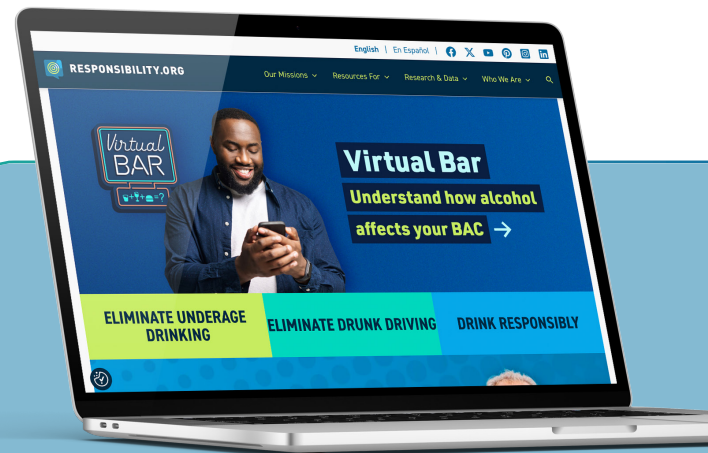 English | En Español |
RESPONSIBILITY.ORG
Our Missions Resources For Research & Data Who We Are
Virtual
BAR
+ + =?
Virtual Bar
Understand how alcohol
affects your BAC →
ELIMINATE UNDERAGE
DRINKING
ELIMINATE DRUNK DRIVING
DRINK RESPONSIBLY